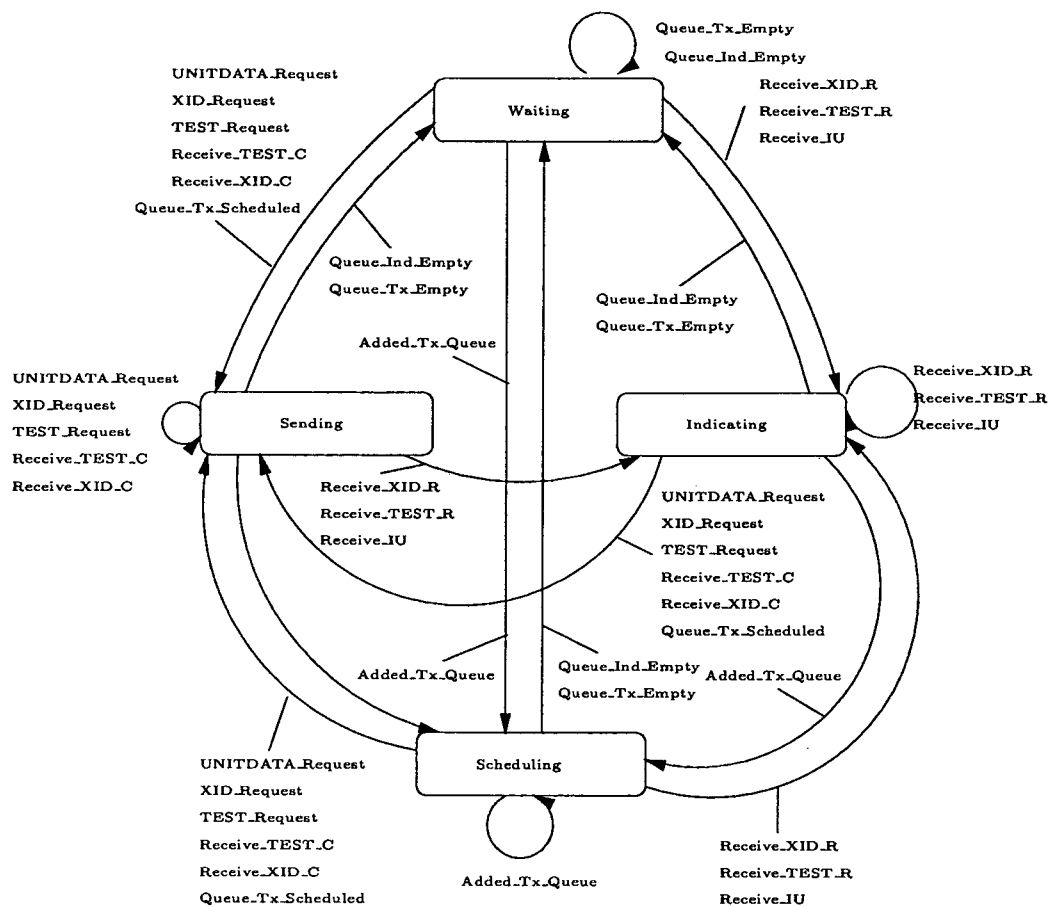 Queue_Tx_Empty
Queue_Ind_Empty
UNITDATA_Request
XID_Request
TEST_Request
Receive_TEST_C
Receive_XID_C
Queue_Tx_Scheduled
Waiting
Receive_XID_R
Receive_TEST_R
Receive_IU
Queue_Ind_Empty
Queue_Tx_Empty
Queue_Ind_Empty
Queue_Tx_Empty
Added_Tx_Queue
UNITDATA_Request
XID_Request
TEST_Request
Receive_TEST_C
Receive_XID_C
Sending
Indicating
Receive_XID_R
Receive_TEST_R
Receive_IU
Receive_XID_R
Receive_TEST_R
Receive_IU
UNITDATA_Request
XID_Request
TEST_Request
Receive_TEST_C
Receive_XID_C
Queue_Tx_Scheduled
Added_Tx_Queue
Queue_Ind_Empty
Queue_Tx_Empty
Added_Tx_Queue
Scheduling
UNITDATA_Request
XID_Request
TEST_Request
Receive_TEST_C
Receive_XID_C
Queue_Tx_Scheduled
Added_Tx_Queue
Receive_XID_R
Receive_TEST_R
Receive_IU